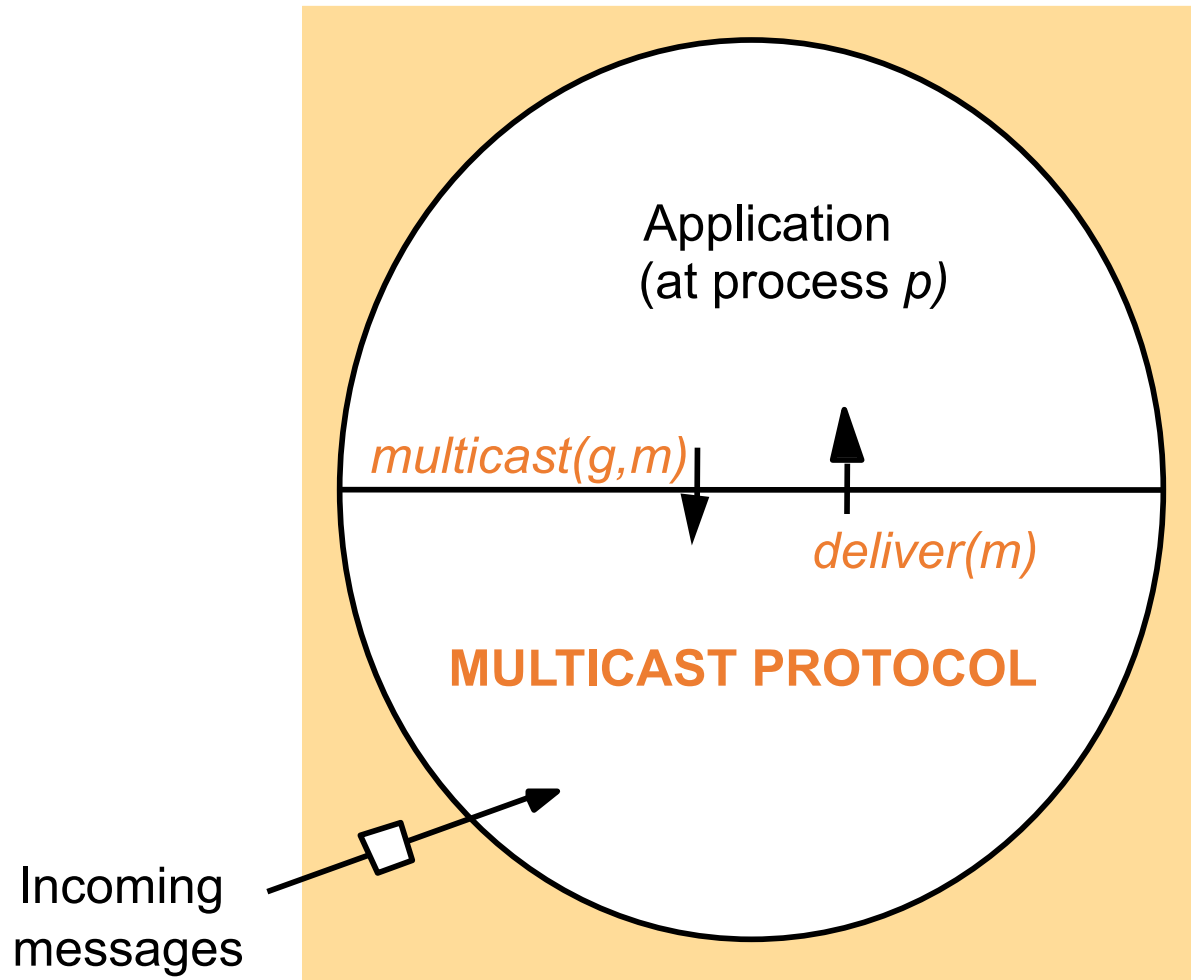 Application
(at process p)
multicast(g,m)
deliver(m)
MULTICAST PROTOCOL
Incoming
messages